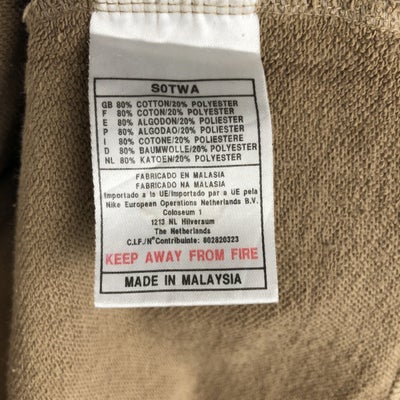 SOTWA
GB 80% COTTON/20% POLYESTER
F 80% COTON/20% POLYESTER
E 80% ALGODON/20% POLIESTER
P 80% ALGODAO/20% POLIESTER
I 80% COTONE/20% POLIESTERE
D 80% BAUMWOLLE/20% POLYESTER
NL 80% KATOEN/20% POLYESTER
FABRICADO EN MALASIA
FABRICADO NA MALASIA
Importado a la UE/Importado par a UE pela
Nike European Operations Netherlands B.V.
Coloseum 1
1213 NL Hilversum
The Netherlands
C.I.F./N°Contribuinte: 802820323
KEEP AWAY FROM FIRE
MADE IN MALAYSIA